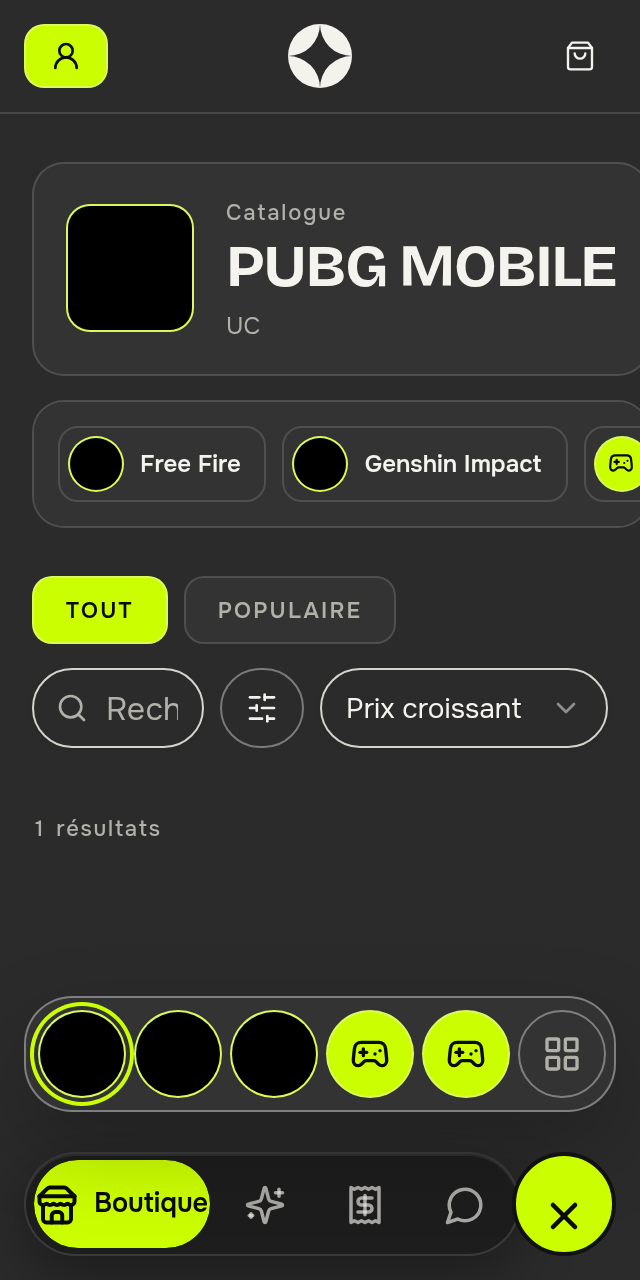 Catalogue
PUBG MOBILE
UC
Free Fire
Genshin Impact
TOUT
POPULAIRE
Rech
Prix croissant
1 résultats
Boutique